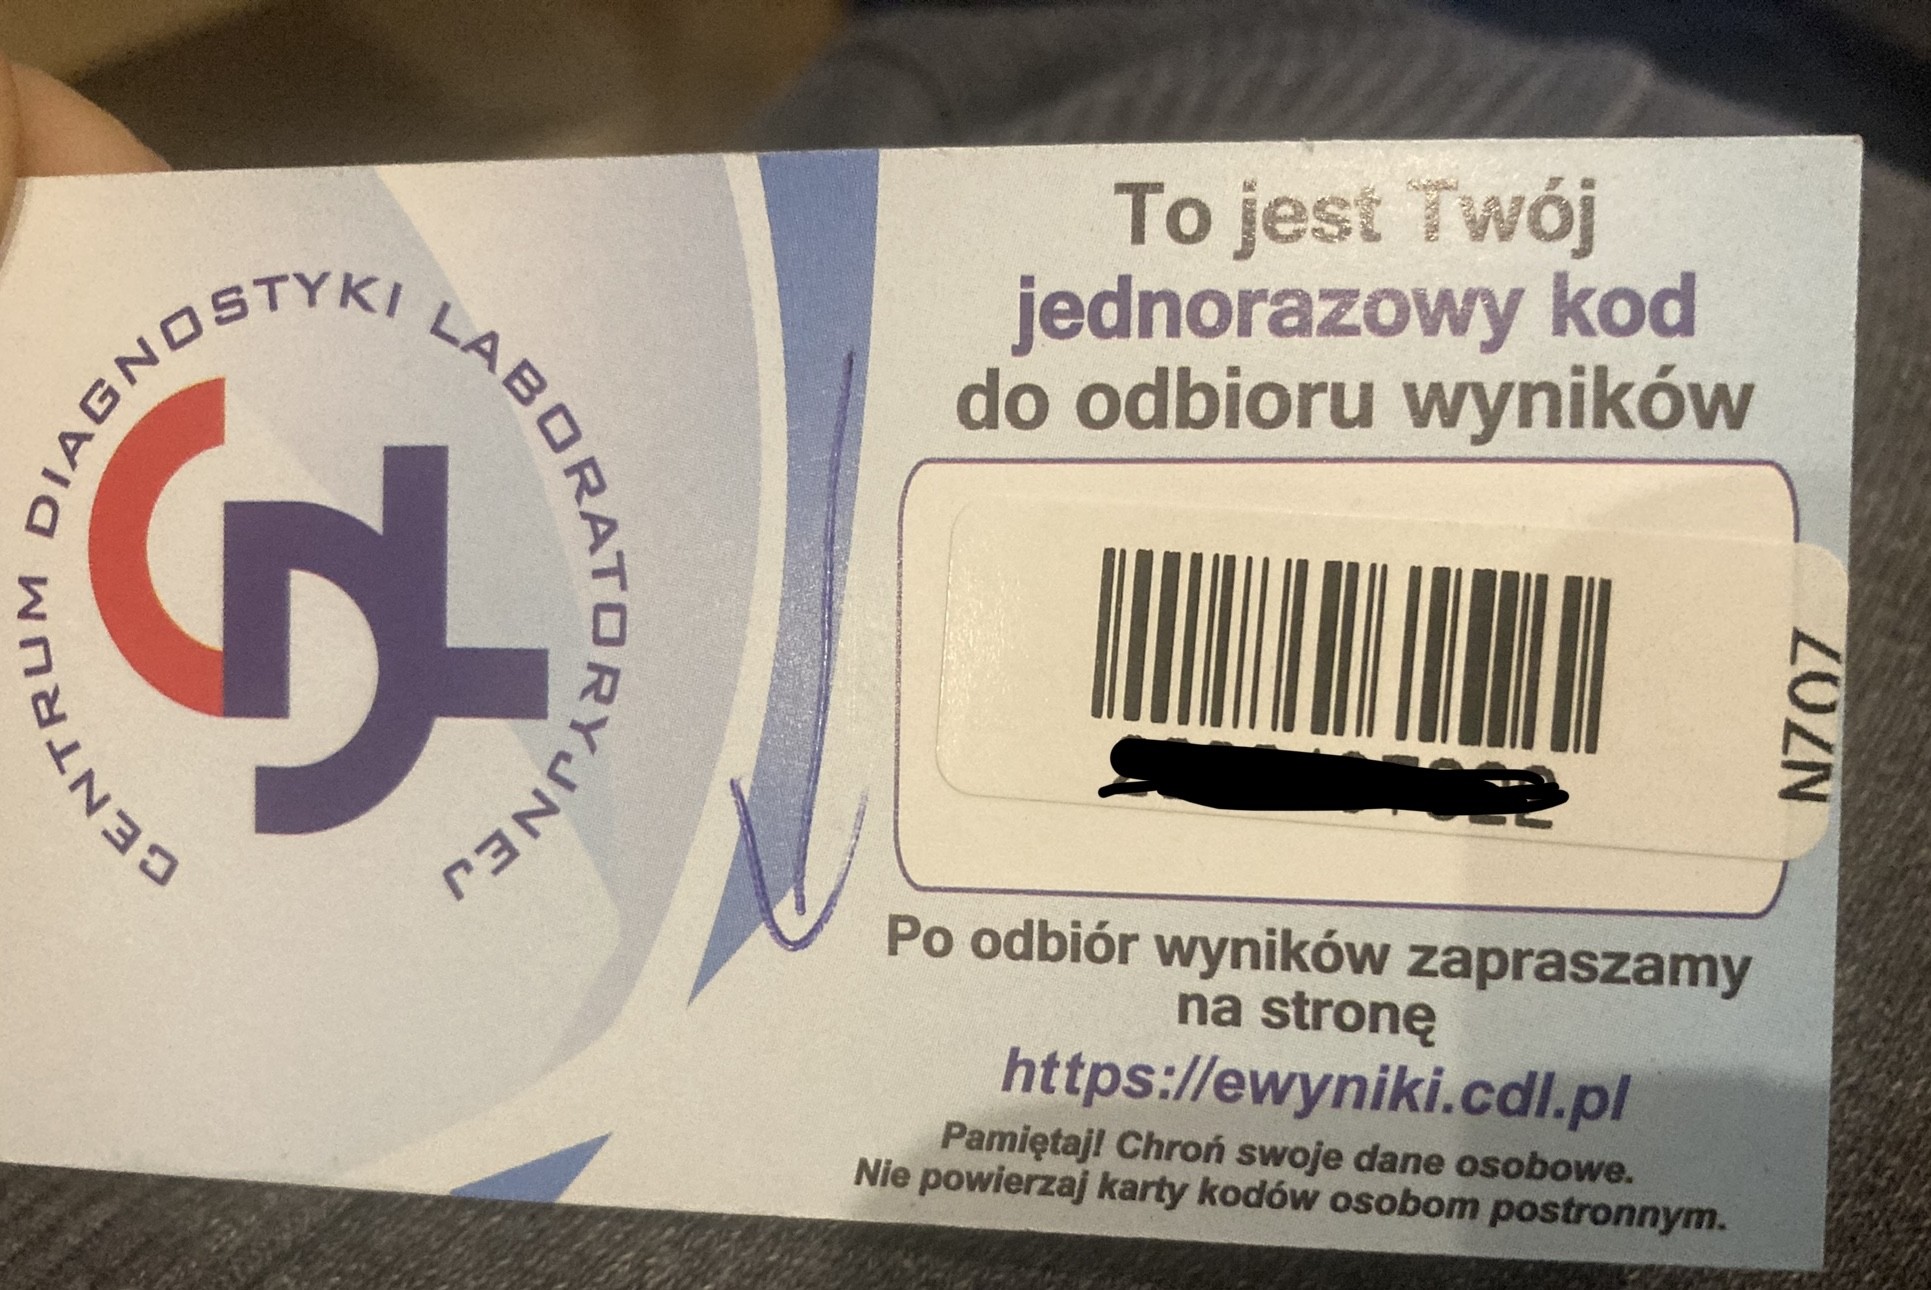 CENTRUM DIAGNOSTYKI LABORATORYJNEJ
CDL
To jest Twój
jednorazowy kod
do odbioru wyników
N707
Po odbiór wyników zapraszamy
na stronę
https://ewyniki.cdl.pl
Pamiętaj! Chroń swoje dane osobowe.
Nie powierzaj karty kodów osobom postronnym.